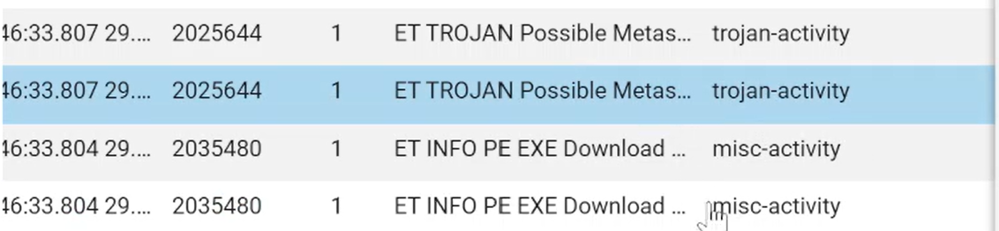 46:33.807 29.... 2025644 1 ET TROJAN Possible Metas... trojan-activity
46:33.807 29.... 2025644 1 ET TROJAN Possible Metas... trojan-activity
46:33.804 29.... 2035480 1 ET INFO PE EXE Download ... misc-activity
46:33.804 29.... 2035480 1 ET INFO PE EXE Download ... misc-activity